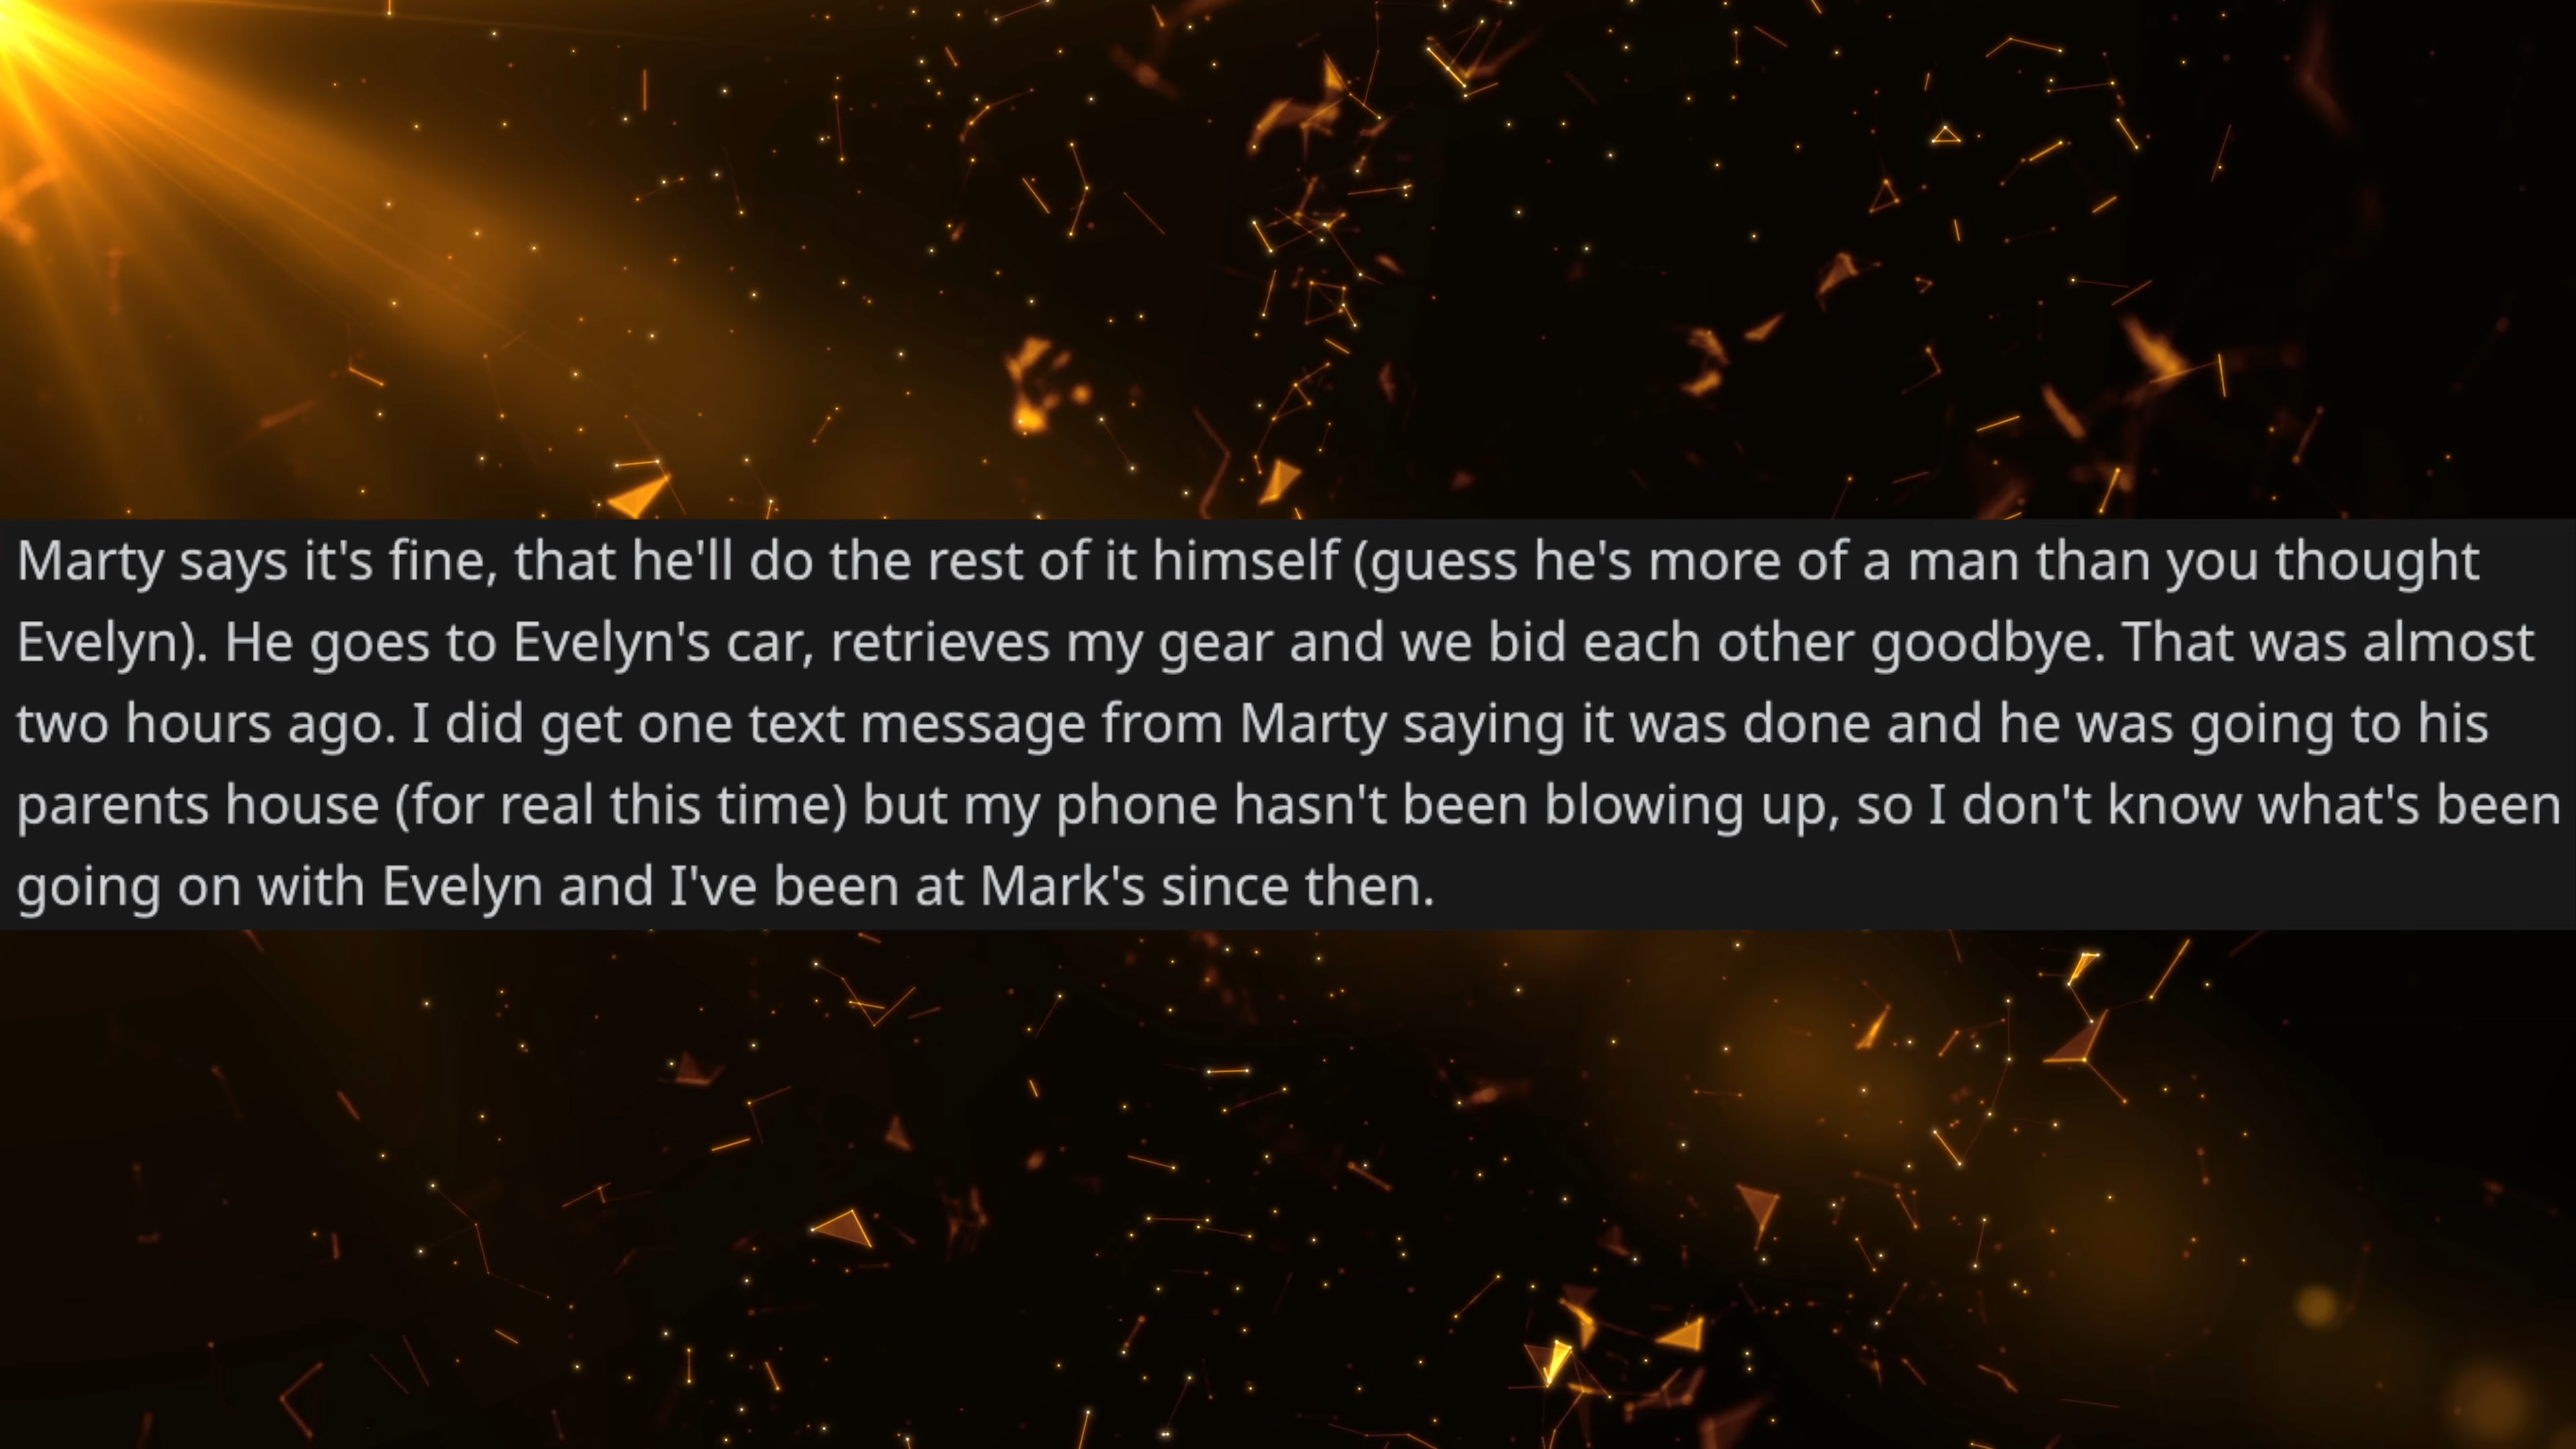 Marty says it's fine, that he'll do the rest of it himself (guess he's more of a man than you thought
Evelyn). He goes to Evelyn's car, retrieves my gear and we bid each other goodbye. That was almost
two hours ago. I did get one text message from Marty saying it was done and he was going to his
parents house (for real this time) but my phone hasn't been blowing up, so I don't know what's been
going on with Evelyn and I've been at Mark's since then.